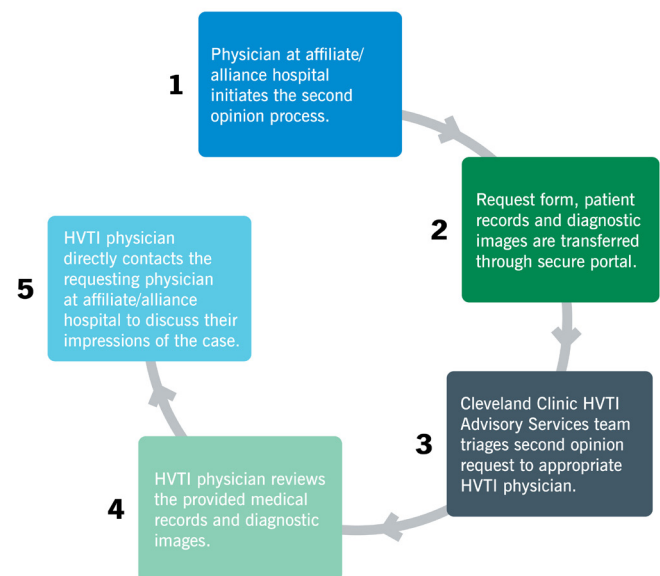 1
Physician at affiliate/
alliance hospital
initiates the second
opinion process.
2
Request form, patient
records and diagnostic
images are transferred
through secure portal.
3
Cleveland Clinic HVTI
Advisory Services team
triages second opinion
request to appropriate
HVTI physician.
4
HVTI physician reviews
the provided medical
records and diagnostic
images.
5
HVTI physician
directly contacts the
requesting physician
at affiliate/alliance
hospital to discuss their
impressions of the case.